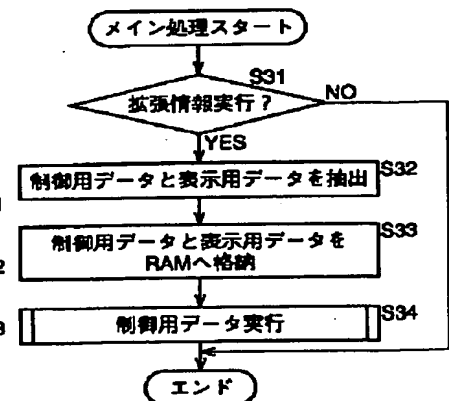 メイン処理スタート
S31
拡張情報実行?
NO
YES
S32
制御用データと表示用データを抽出
S33
制御用データと表示用データを
RAMへ格納
S34
制御用データ実行
エンド